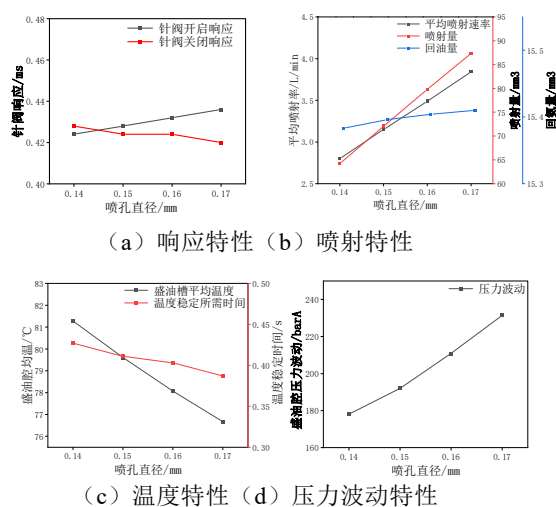 针阀开启响应
针阀关闭响应
针阀响应/ms
0.48
0.46
0.44
0.42
0.40
0.14 0.15 0.16 0.17
喷孔直径/mm
平均喷射速率
喷射量
回油量
平均喷射率/L/min
4.5
4.0
3.5
3.0
2.5
95
90
85
80
75
70
65
60
喷射量/mm3
15.5
15.4
15.3
回氨量/mm3
0.14 0.15 0.16 0.17
喷孔直径/mm
（a）响应特性（b）喷射特性
盛油槽平均温度
温度稳定所需时间
盛油腔均温/℃
83
82
81
80
79
78
77
76
0.50
0.45
0.40
0.35
0.30
温度稳定时间/s
0.14 0.15 0.16 0.17
喷孔直径/mm
压力波动
盛油腔压力波动/barA
240
220
200
180
160
0.14 0.15 0.16 0.17
喷孔直径/mm
（c）温度特性（d）压力波动特性